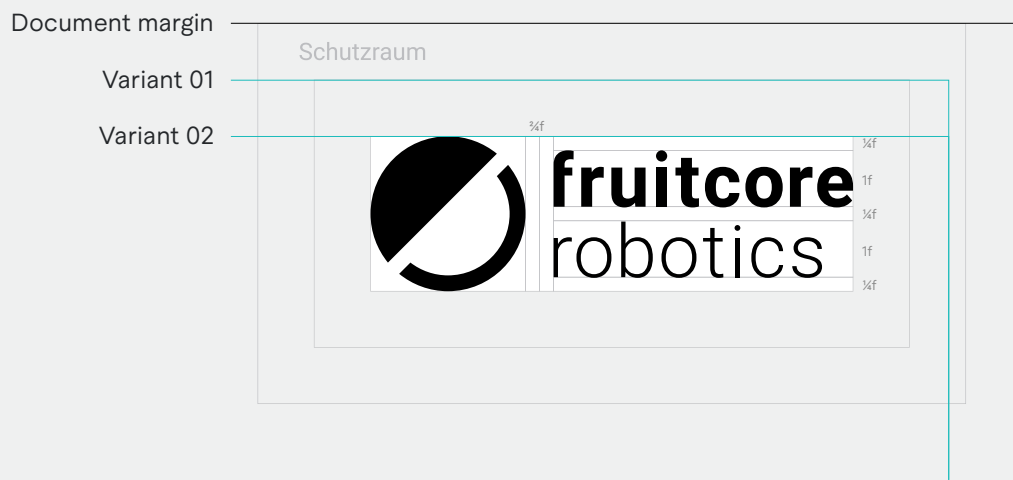 Document margin
Schutzraum
Variant 01
¾f
Variant 02
¼f
fruitcore
1f
¼f
robotics
1f
¼f